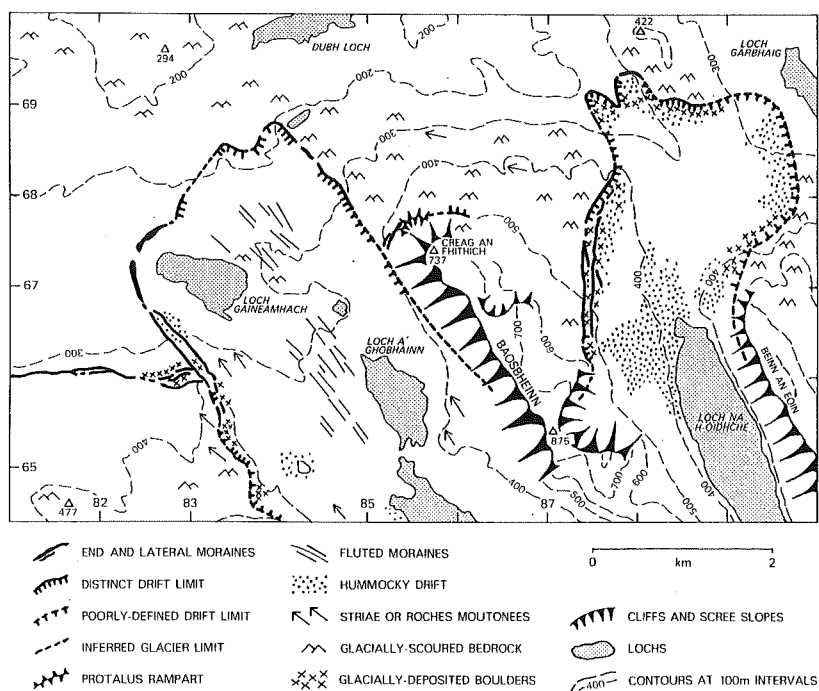 422
294
200
DUBH LOCH
200
LOCH
GARBHAIG
300
69
200
300
400
68
500
CREAG AN
FHITHICH
737
67
LOCH
GAINEAMHACH
400
400
700
600
300
LOCH A'
GHOBHAINN
BAOSBHEINN
BEINN AN EOIN
LOCH NA
H-OIDHCHE
875
400
65
400
500
700
600
400
500
477
82
83
85
87
END AND LATERAL MORAINES
DISTINCT DRIFT LIMIT
POORLY-DEFINED DRIFT LIMIT
INFERRED GLACIER LIMIT
PROTALUS RAMPART
FLUTED MORAINES
HUMMOCKY DRIFT
STRIAE OR ROCHES MOUTONEES
GLACIALLY-SCOURED BEDROCK
GLACIALLY-DEPOSITED BOULDERS
0 km 2
CLIFFS AND SCREE SLOPES
LOCHS
400 CONTOURS AT 100m INTERVALS